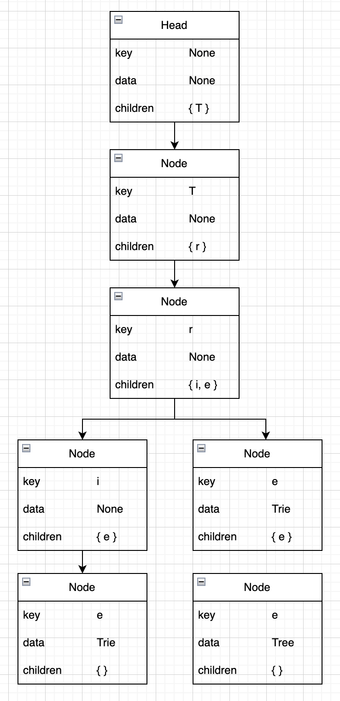 Head
key None
data None
children { T }
Node
key T
data None
children { r }
Node
key r
data None
children { i, e }
Node
key i
data None
children { e }
Node
key e
data Trie
children { e }
Node
key e
data Trie
children { }
Node
key e
data Tree
children { }